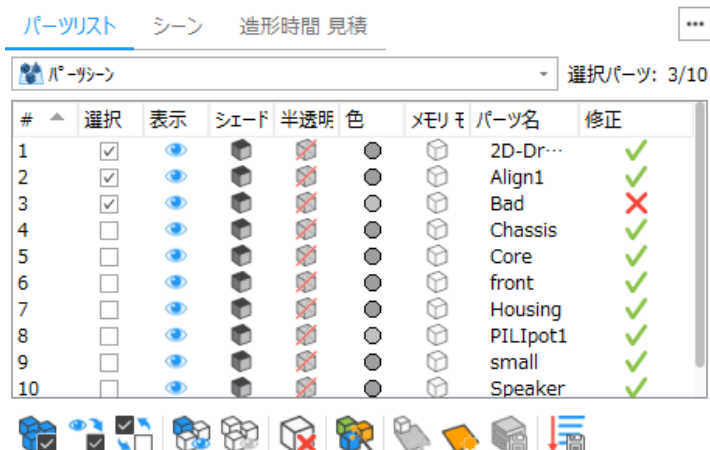 パーツリスト シーン 造形時間 見積
パーツシーン 選択パーツ: 3/10
# 選択 表示 シェード 半透明 色 メモリ モ パーツ名 修正
1 2D-Dr…
2 Align1
3 Bad
4 Chassis
5 Core
6 front
7 Housing
8 PILIpot1
9 small
10 Speaker